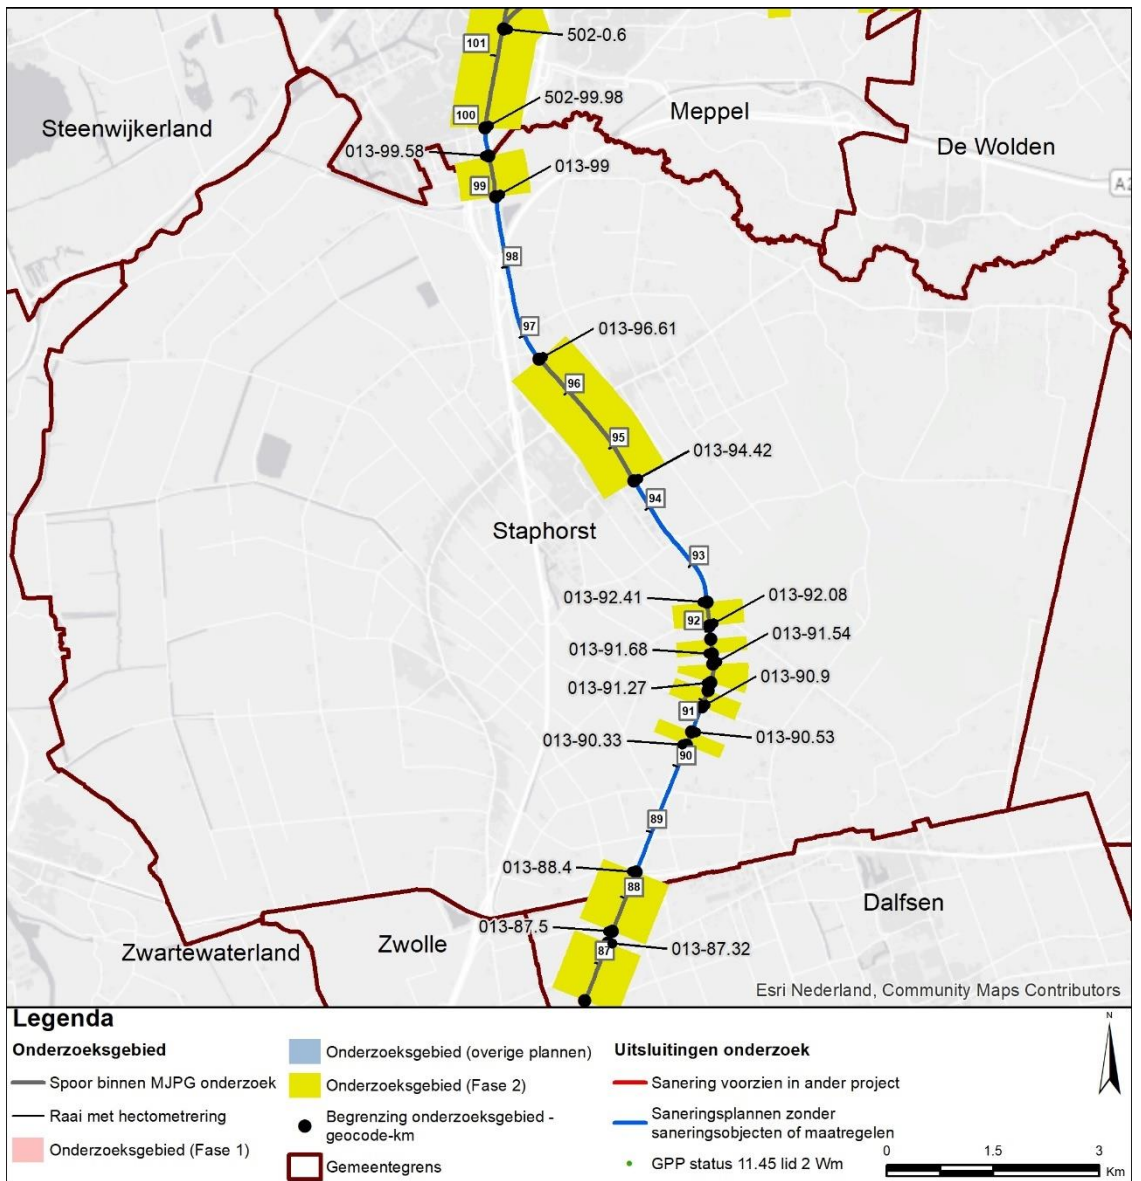 101
502-0.6
502-99.98
100
Meppel
Steenwijkerland
De Wolden
013-99.58
013-99
99
98
97
013-96.61
96
95
013-94.42
94
Staphorst
93
013-92.41
013-92.08
92
013-91.54
013-91.68
013-91.27
013-90.9
91
013-90.33
013-90.53
90
89
013-88.4
88
Dalfsen
013-87.5
Zwolle
Zwartewaterland
87
013-87.32
Esri Nederland, Community Maps Contributors
Legenda
Onderzoeksgebied
Spoor binnen MJPG onderzoek
Raai met hectometrering
Onderzoeksgebied (Fase 1)
Onderzoeksgebied (overige plannen)
Onderzoeksgebied (Fase 2)
Begrenzing onderzoeksgebied -
geocode-km
Gemeentegrens
Uitsluitingen onderzoek
Sanering voorzien in ander project
Saneringsplannen zonder
saneringsobjecten of maatregelen
GPP status 11.45 lid 2 Wm
N
0 1.5 3
Km